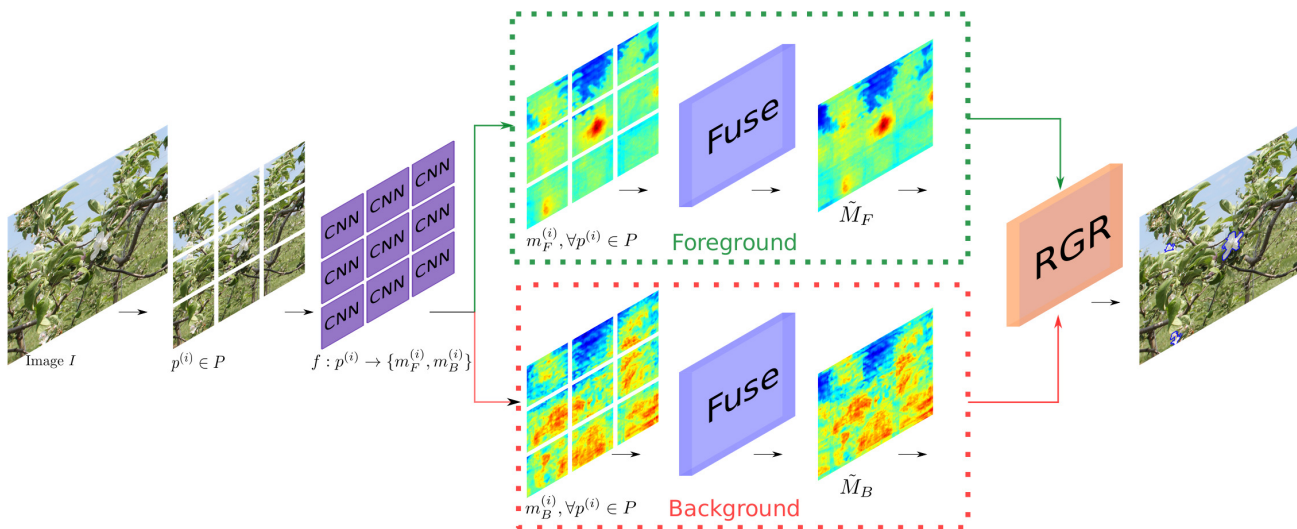 Image I
p^{(i)} ∈ P
CNN CNN CNN
CNN CNN CNN
CNN CNN CNN
f : p^{(i)} → {m_F^{(i)}, m_B^{(i)}}
m_F^{(i)}, ∀p^{(i)} ∈ P
Foreground
Fuse
M̃_F
m_B^{(i)}, ∀p^{(i)} ∈ P
Background
Fuse
M̃_B
RGR